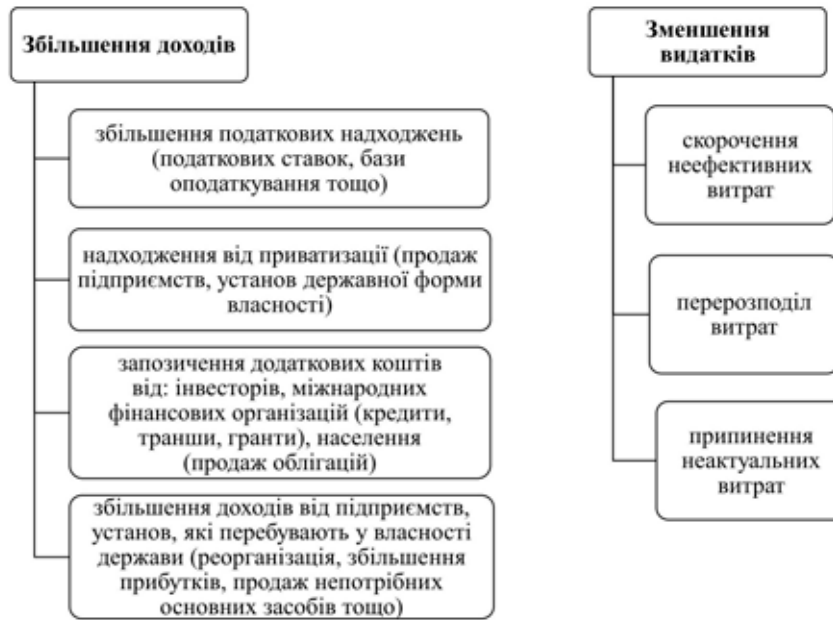 Збільшення доходів
збільшення податкових надходжень
(податкових ставок, бази
оподаткування тощо)
надходження від приватизації (продаж
підприємств, установ державної форми
власності)
запозичення додаткових коштів
від: інвесторів, міжнародних
фінансових організацій (кредити,
транши, гранти), населення
(продаж облігацій)
збільшення доходів від підприємств,
установ, які перебувають у власності
держави (реорганізація, збільшення
прибутків, продаж непотрібних
основних засобів тощо)
Зменшення
видатків
скорочення
неефективних
витрат
перерозподіл
витрат
припинення
неактуальних
витрат